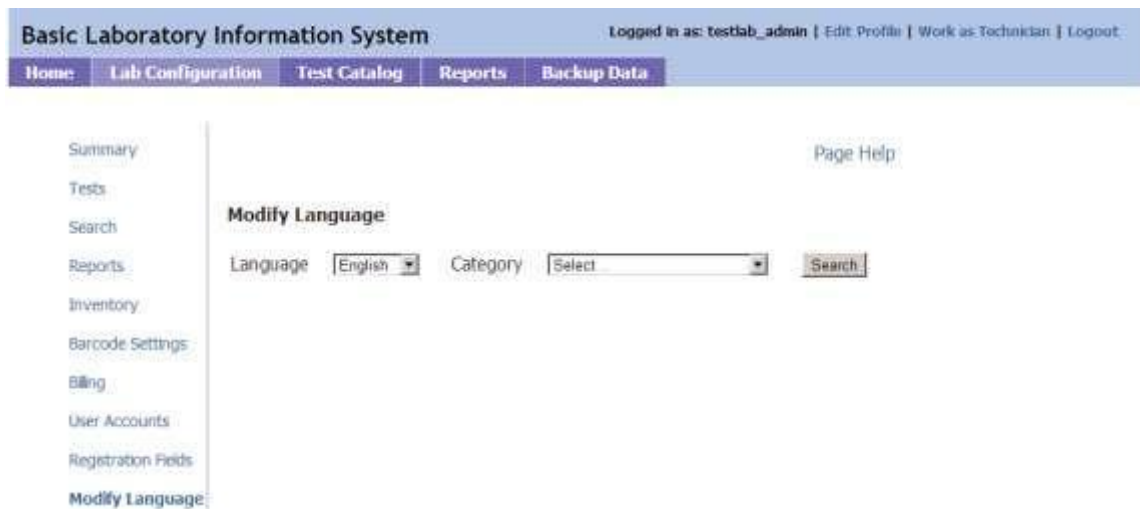 Basic Laboratory Information System
Logged in as: testlab_admin | Edit Profile | Work as Technician | Logout
Home Lab Configuration Test Catalog Reports Backup Data
Page Help
Summary
Tests
Search
Reports
Inventory
Barcode Settings
Billing
User Accounts
Registration Fields
Modify Language
Modify Language
Language English Category Select Search